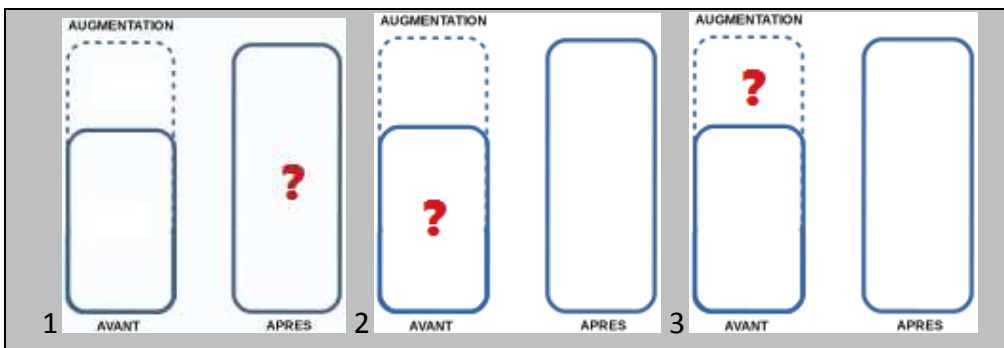 AUGMENTATION AUGMENTATION AUGMENTATION
?
?
?
1 AVANT APRES 2 AVANT APRES 3 AVANT APRES